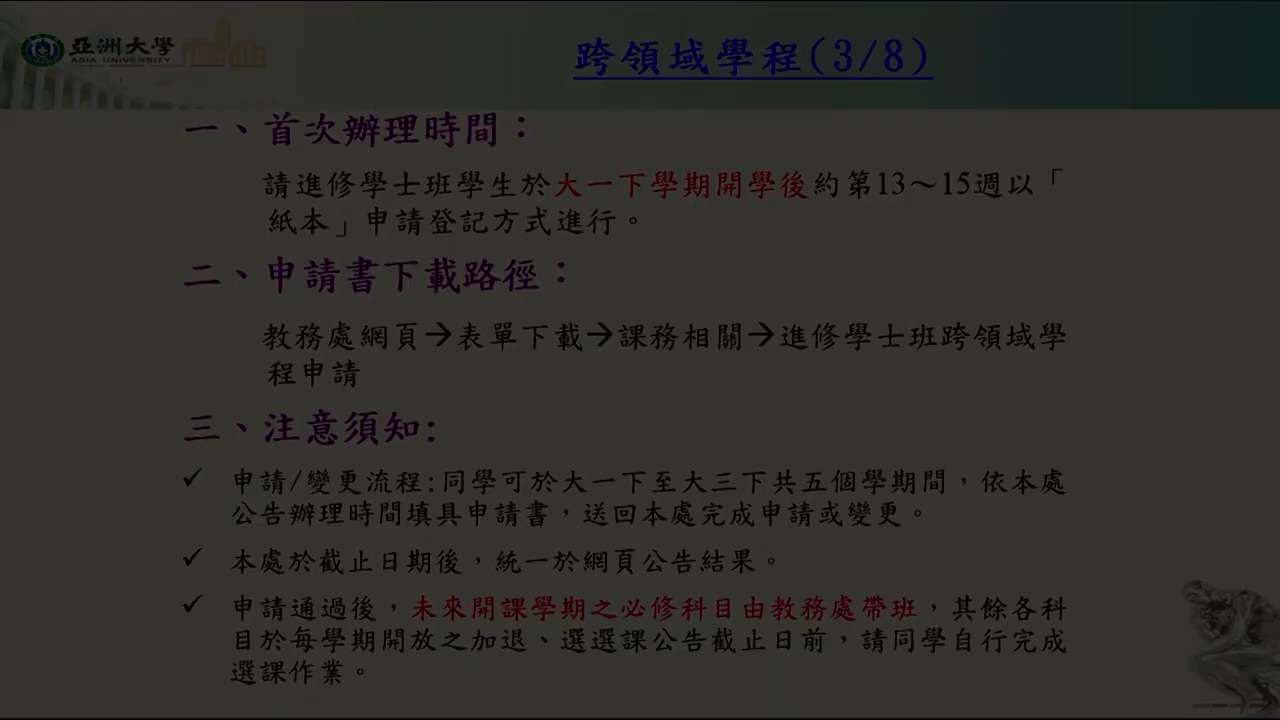 亞洲大學
ASIA UNIVERSITY
跨領域學程(3/8)
一、首次辦理時間：
請進修學士班學生於大一下學期開學後約第13～15週以「
紙本」申請登記方式進行。
二、申請書下載路徑：
教務處網頁→表單下載→課務相關→進修學士班跨領域學
程申請
三、注意須知:
✓ 申請/變更流程:同學可於大一下至大三下共五個學期間，依本處
公告辦理時間填具申請書，送回本處完成申請或變更。
✓ 本處於截止日期後，統一於網頁公告結果。
✓ 申請通過後，未來開課學期之必修科目由教務處帶班，其餘各科
目於每學期開放之加退、選選課公告截止日前，請同學自行完成
選課作業。